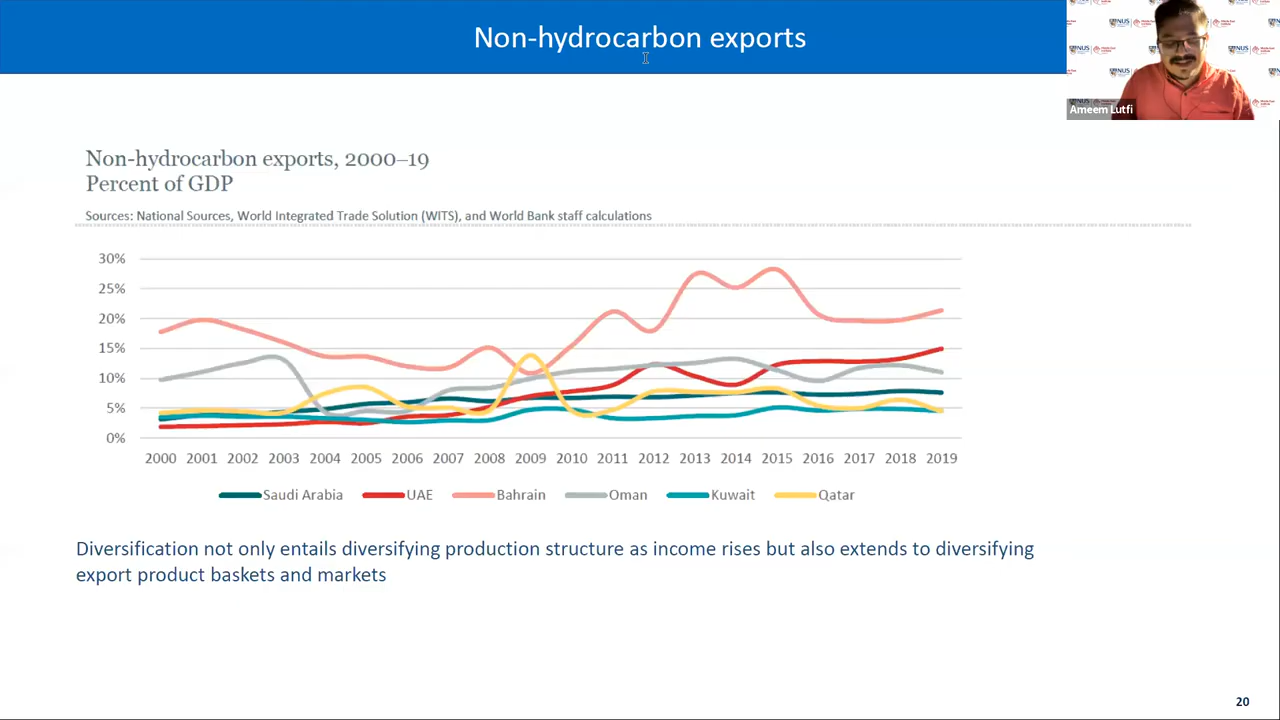 Non-hydrocarbon exports
NUS
NUS
NUS
NUS
Ameem Lutfi
Non-hydrocarbon exports, 2000–19
Percent of GDP
Sources: National Sources, World Integrated Trade Solution (WITS), and World Bank staff calculations
30%
25%
20%
15%
10%
5%
0%
2000 2001 2002 2003 2004 2005 2006 2007 2008 2009 2010 2011 2012 2013 2014 2015 2016 2017 2018 2019
Saudi Arabia UAE Bahrain Oman Kuwait Qatar
Diversification not only entails diversifying production structure as income rises but also extends to diversifying
export product baskets and markets
20